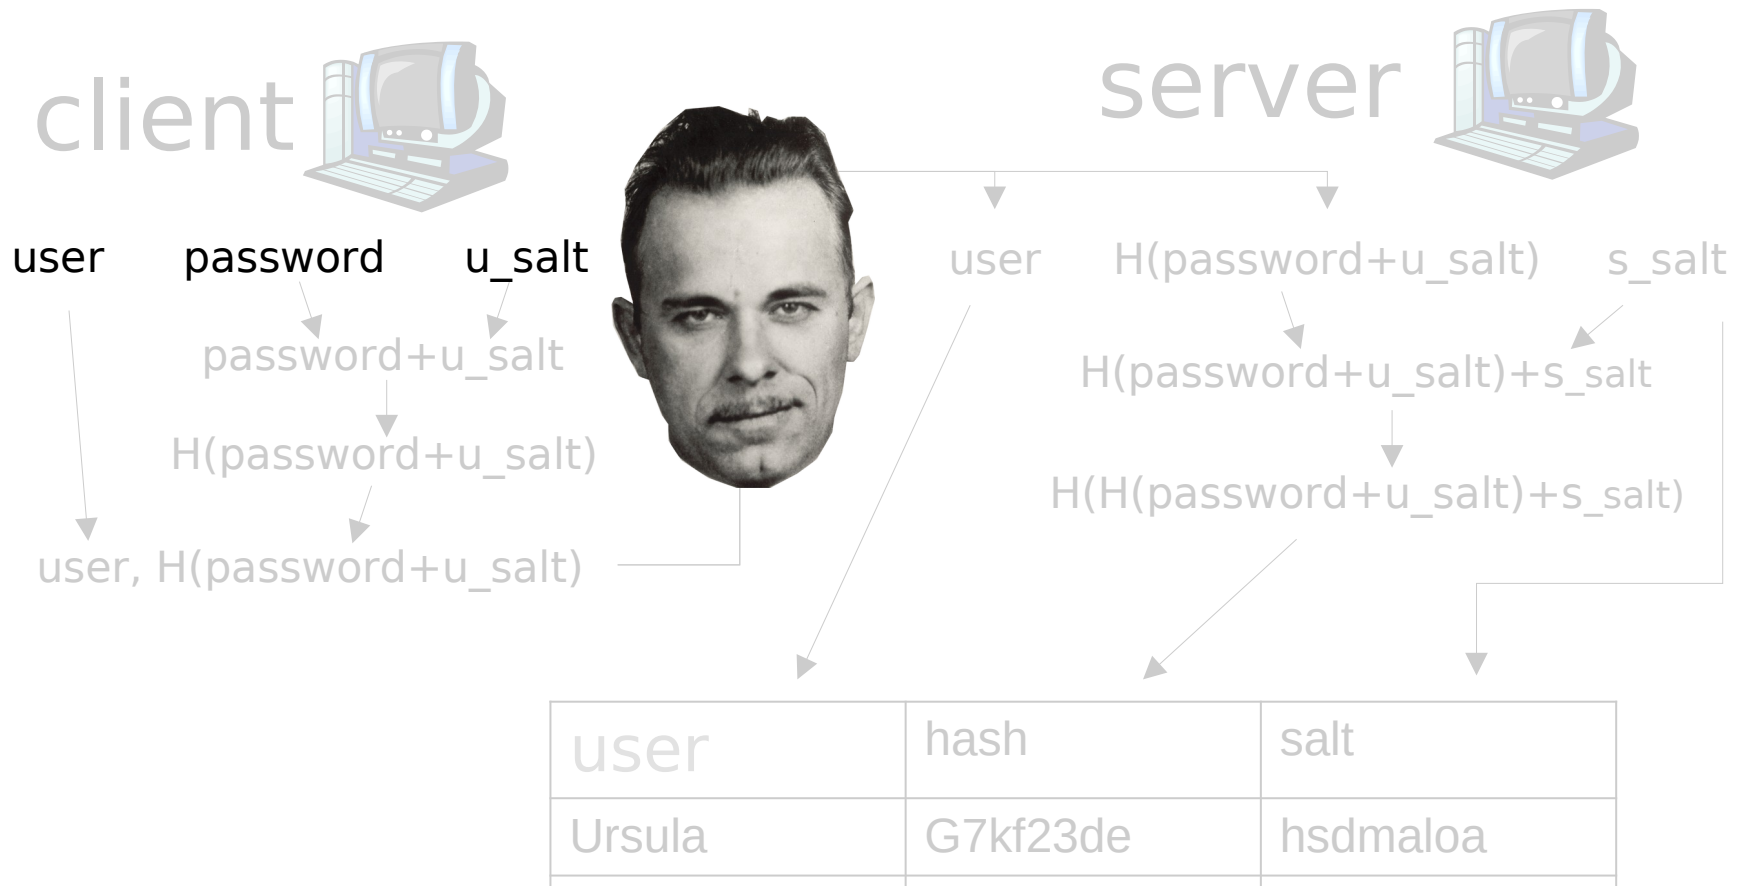 client
server
user password u_salt
user H(password+u_salt) s_salt
password+u_salt
H(password+u_salt)+s_salt
H(password+u_salt)
H(H(password+u_salt)+s_salt)
user, H(password+u_salt)
user hash salt
Ursula G7kf23de hsdmaloa